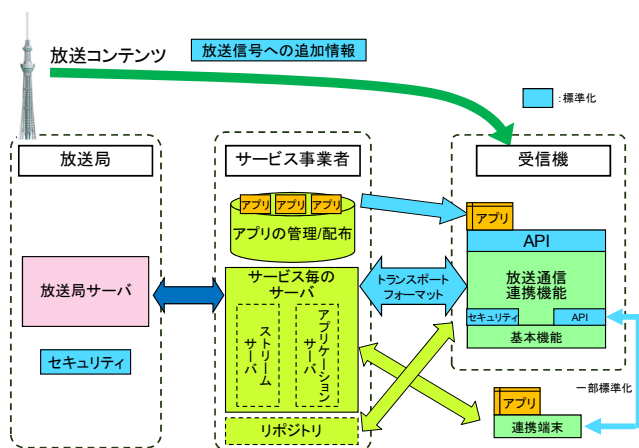 放送コンテンツ
放送信号への追加情報
:標準化
放送局
サービス事業者
受信機
アプリ アプリ アプリ
アプリの管理/配布
アプリ
API
放送局サーバ
サービス毎の
サーバ
トランスポート
フォーマット
放送通信
連携機能
セキュリティ
API
基本機能
ストリーム
サーバ
アプリケーション
サーバ
セキュリティ
リポジトリ
一部標準化
アプリ
連携端末